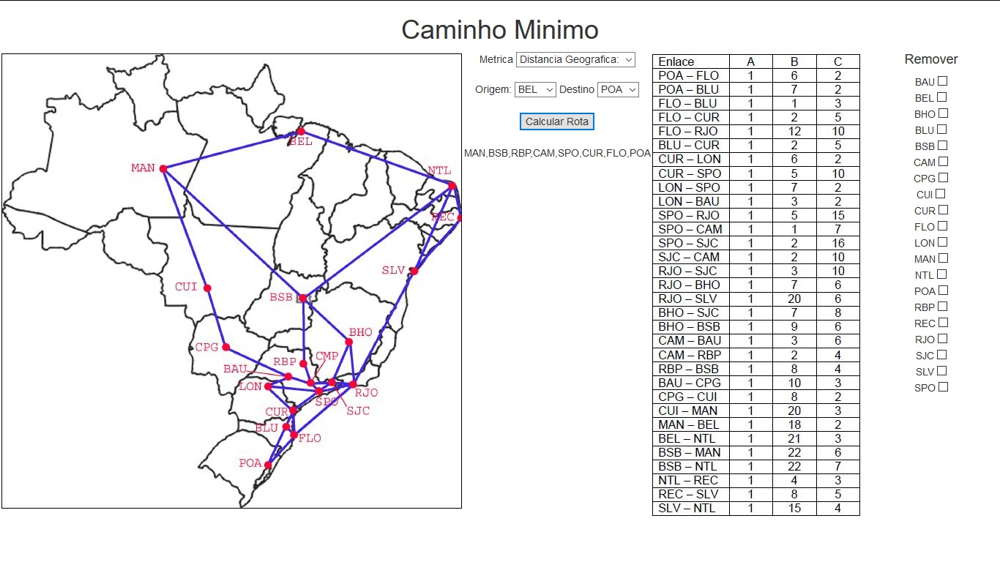 Caminho Minimo
Metrica Distancia Geografica:
Origem: BEL Destino POA
Calcular Rota
MAN,BSB,RBP,CAM,SPO,CUR,FLO,POA
BEL
MAN
NTL
REC
SLV
CUI
BSB
BHO
CPG
RBP
CMP
BAU
LON
RJO
SPO
SJC
CUR
BLU
FLO
POA
Enlace A B C
POA – FLO 1 6 2
POA – BLU 1 7 2
FLO – BLU 1 1 3
FLO – CUR 1 2 5
FLO – RJO 1 12 10
BLU – CUR 1 2 5
CUR – LON 1 6 2
CUR – SPO 1 5 10
LON – SPO 1 7 2
LON – BAU 1 3 2
SPO – RJO 1 5 15
SPO – CAM 1 1 7
SPO – SJC 1 2 16
SJC – CAM 1 2 10
RJO – SJC 1 3 10
RJO – BHO 1 7 6
RJO – SLV 1 20 6
BHO – SJC 1 7 8
BHO – BSB 1 9 6
CAM – BAU 1 3 6
CAM – RBP 1 2 4
RBP – BSB 1 8 4
BAU – CPG 1 10 3
CPG – CUI 1 8 2
CUI – MAN 1 20 3
MAN – BEL 1 18 2
BEL – NTL 1 21 3
BSB – MAN 1 22 6
BSB – NTL 1 22 7
NTL – REC 1 4 3
REC – SLV 1 8 5
SLV – NTL 1 15 4
Remover
BAU
BEL
BHO
BLU
BSB
CAM
CPG
CUI
CUR
FLO
LON
MAN
NTL
POA
RBP
REC
RJO
SJC
SLV
SPO